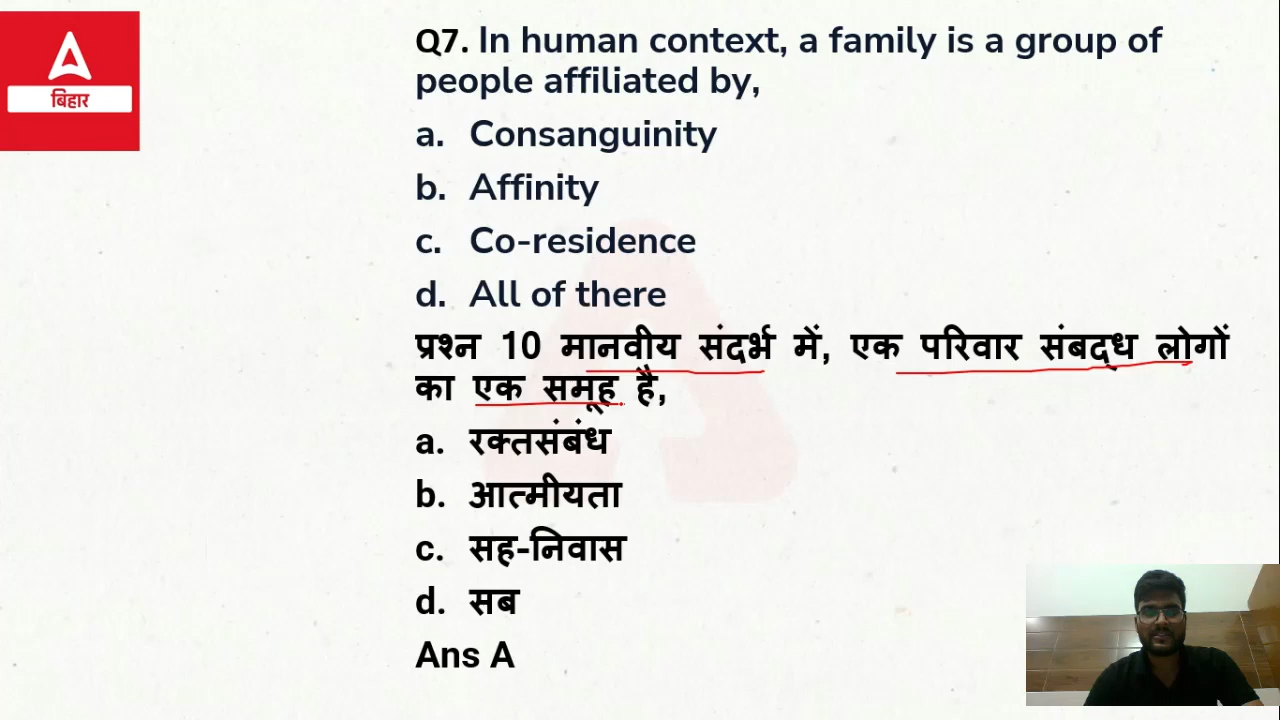 बिहार
Q7. In human context, a family is a group of
people affiliated by,
a. Consanguinity
b. Affinity
c. Co-residence
d. All of there
प्रश्न 10 मानवीय संदर्भ में, एक परिवार संबद्ध लोगों
का एक समूह है,
a. रक्तसंबंध
b. आत्मीयता
c. सह-निवास
d. सब
Ans A